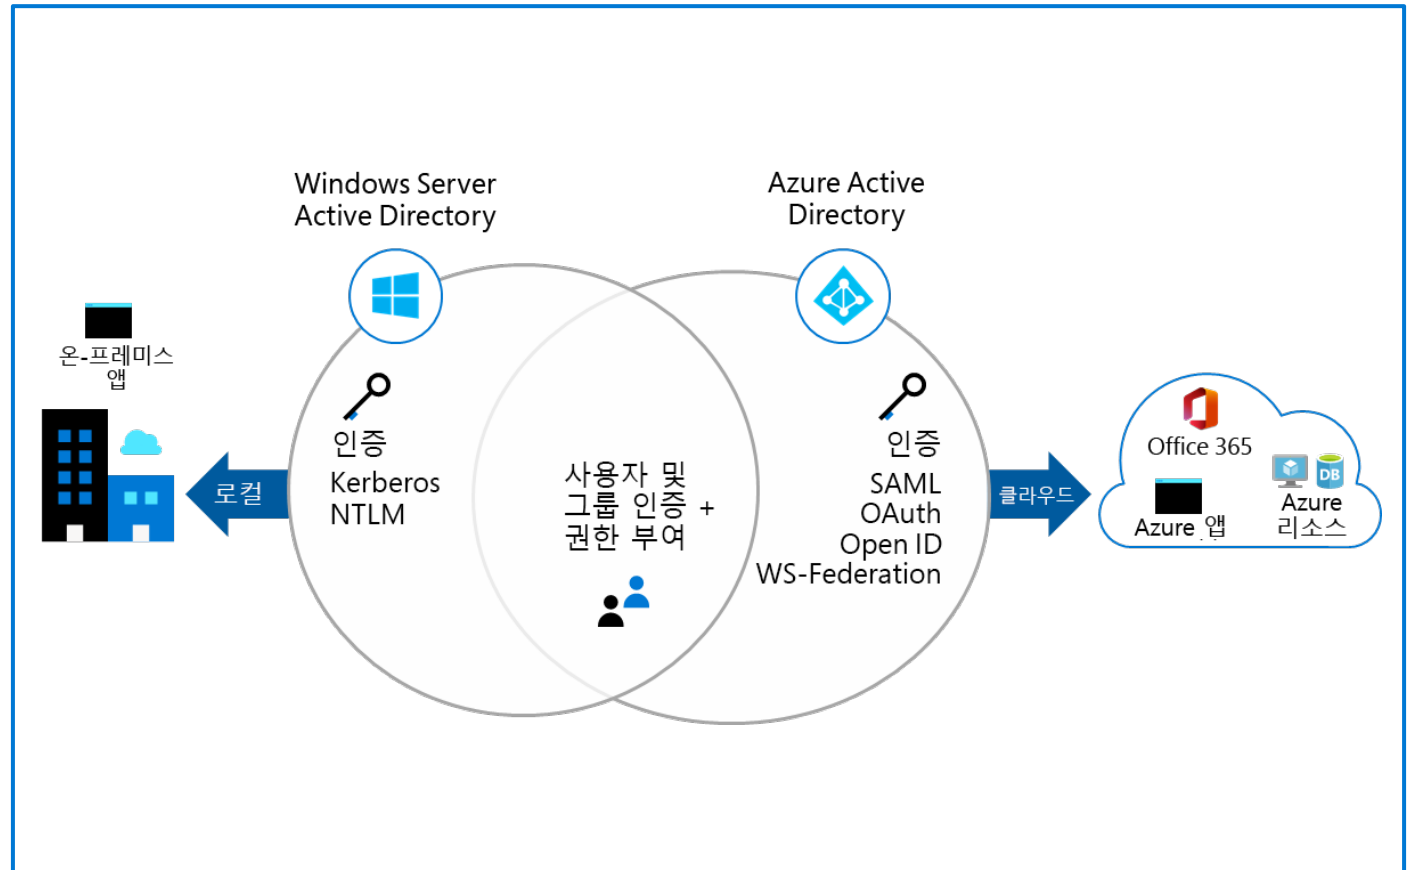 Windows Server
Active Directory
Azure Active
Directory
온-프레미스
앱
로컬
인증
Kerberos
NTLM
사용자 및
그룹 인증 +
권한 부여
인증
SAML
OAuth
Open ID
WS-Federation
클라우드
Office 365
Azure 앱
DB
Azure
리소스